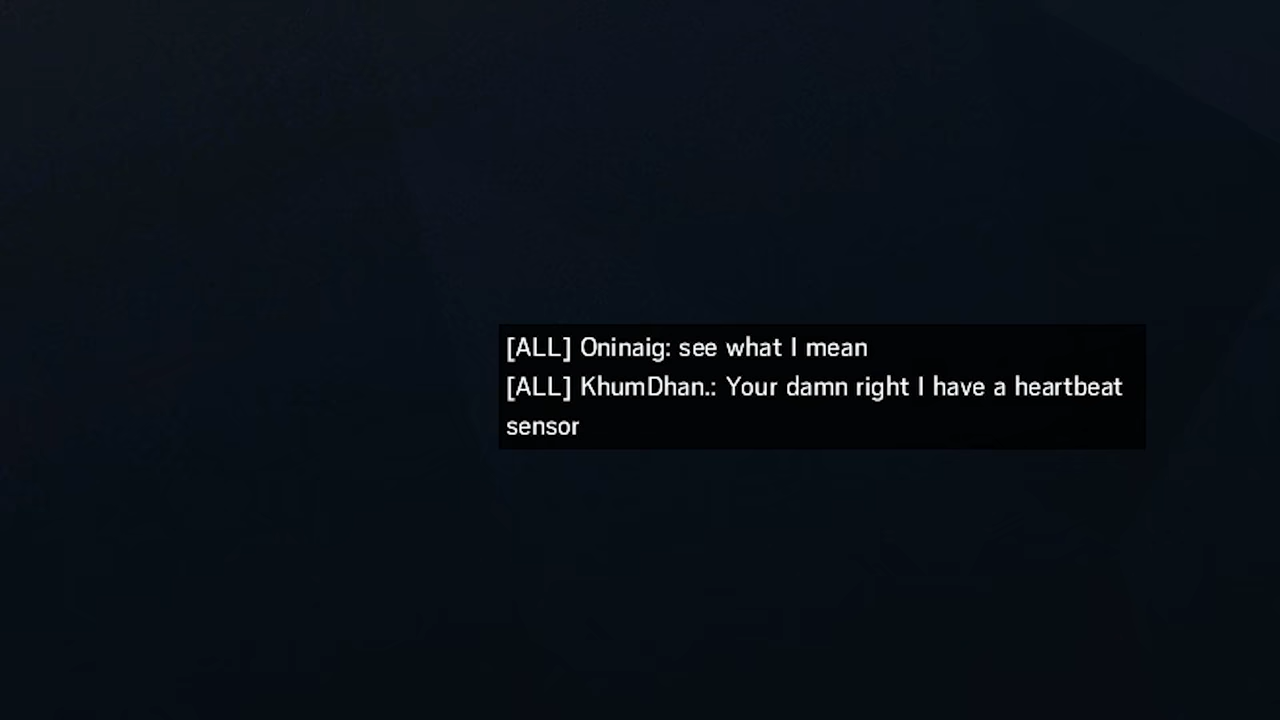 [ALL] Oninaig: see what I mean
[ALL] KhumDhan.: Your damn right I have a heartbeat
sensor